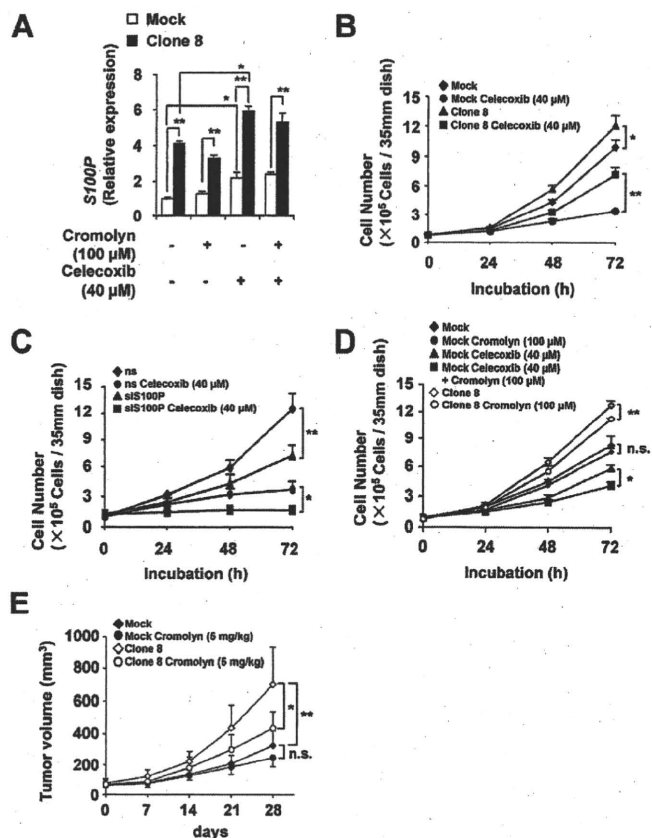 A
Mock
Clone 8
S100P
(Relative expression)
8
6
4
2
0
**
**
*
*
**
**
Cromolyn
(100 µM)
- + - +
Celecoxib
(40 µM)
- - + +
B
Mock
Mock Celecoxib (40 µM)
Clone 8
Clone 8 Celecoxib (40 µM)
Cell Number
(×10⁵ Cells / 35mm dish)
15
12
9
6
3
0
*
**
0 24 48 72
Incubation (h)
C
ns
ns Celecoxib (40 µM)
siS100P
siS100P Celecoxib (40 µM)
Cell Number
(×10⁵ Cells / 35mm dish)
15
12
9
6
3
0
**
*
0 24 48 72
Incubation (h)
D
Mock
Mock Cromolyn (100 µM)
Mock Celecoxib (40 µM)
Mock Celecoxib (40 µM)
+ Cromolyn (100 µM)
Clone 8
Clone 8 Cromolyn (100 µM)
Cell Number
(×10⁵ Cells / 35mm dish)
15
12
9
6
3
0
**
n.s.
*
0 24 48 72
Incubation (h)
E
Mock
Mock Cromolyn (5 mg/kg)
Clone 8
Clone 8 Cromolyn (5 mg/kg)
Tumor volume (mm³)
1000
800
600
400
200
0
*
**
n.s.
0 7 14 21 28
days